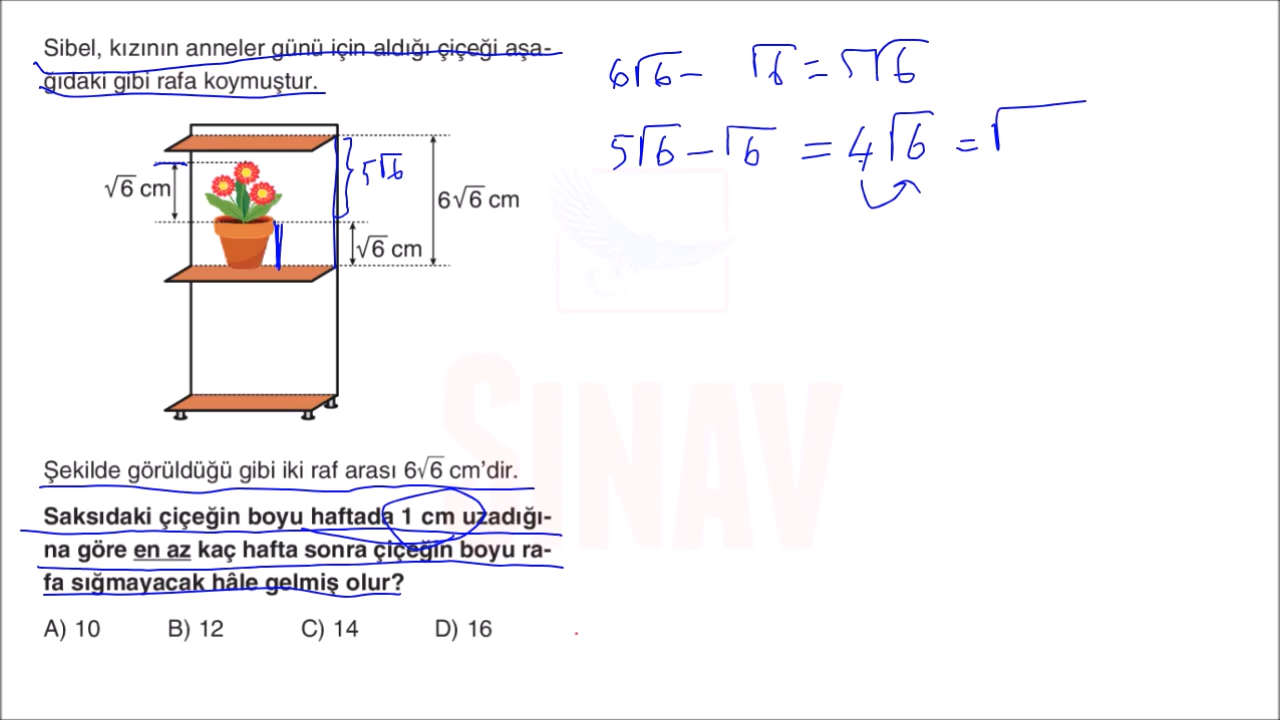 Sibel, kızının anneler günü için aldığı çiçeği aşa-
ğıdaki gibi rafa koymuştur.
6√6 - √6 = 5√6
5√6 - √6 = 4√6 = √
√6 cm
5√6
6√6 cm
√6 cm
SINAV
Şekilde görüldüğü gibi iki raf arası 6√6 cm'dir.
Saksıdaki çiçeğin boyu haftada 1 cm uzadığı-
na göre en az kaç hafta sonra çiçeğin boyu ra-
fa sığmayacak hâle gelmiş olur?
A) 10 B) 12 C) 14 D) 16